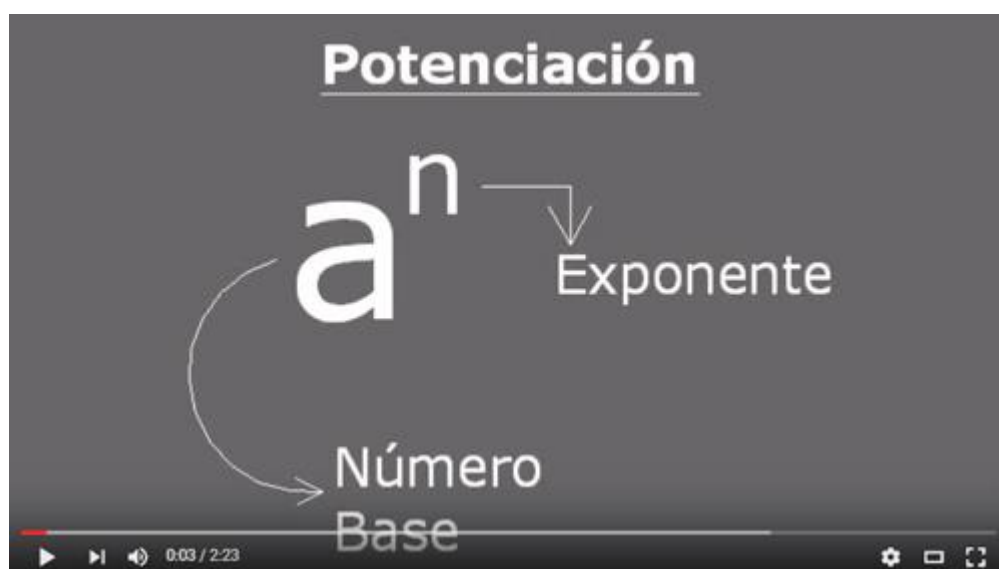 Potenciación
a^n
Exponente
Número
Base
0:03 / 2:23